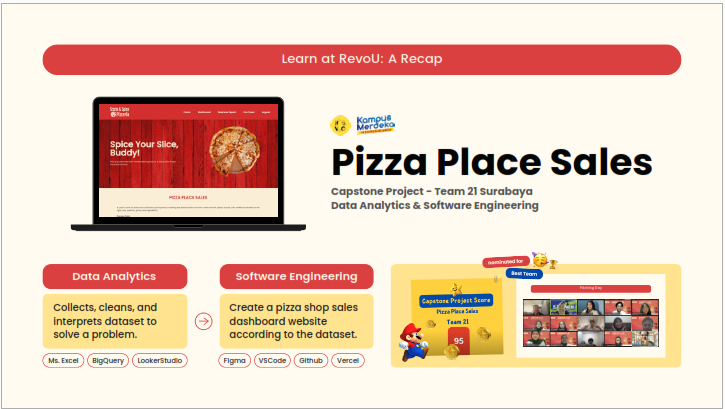 Learn at RevoU: A Recap
Spice Your Slice,
Buddy!
PIZZA PLACE SALES
Kampus
Merdeka
Pizza Place Sales
Capstone Project - Team 21 Surabaya
Data Analytics & Software Engineering
Data Analytics
Collects, cleans, and
interprets dataset to
solve a problem.
Ms. Excel
BigQuery
LookerStudio
Software Engineering
Create a pizza shop sales
dashboard website
according to the dataset.
Figma
VSCode
Github
Vercel
nominated for
Best Team
Capstone Project Score
Pizza Place Sales
Team 21
95